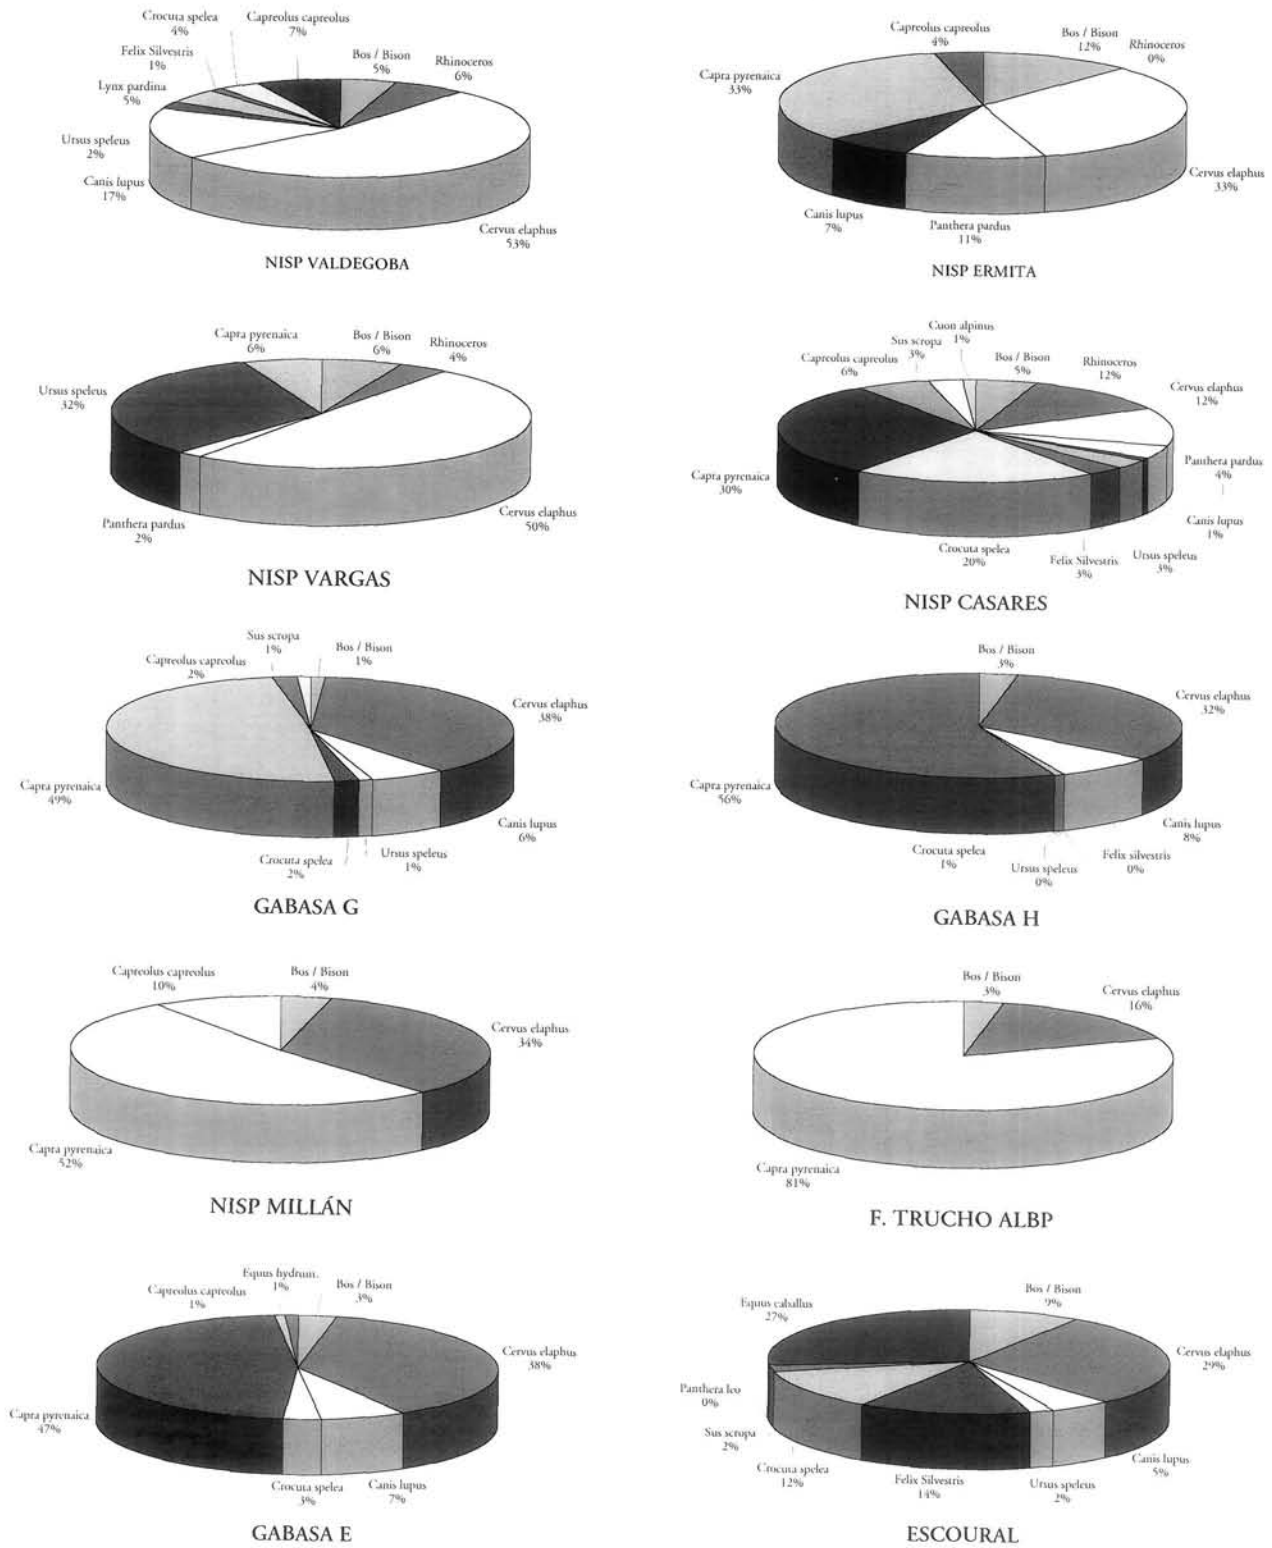 Crocuta spelea
4%
Capreolus capreolus
7%
Felix Silvestris
1%
Bos / Bison
5%
Rhinoceros
6%
Lynx pardina
5%
Ursus speleus
2%
Canis lupus
17%
Cervus elaphus
53%
NISP VALDEGOBA
Capreolus capreolus
4%
Bos / Bison
12%
Rhinoceros
0%
Capra pyrenaica
33%
Cervus elaphus
33%
Canis lupus
7%
Panthera pardus
11%
NISP ERMITA
Capra pyrenaica
6%
Bos / Bison
6%
Rhinoceros
4%
Ursus speleus
32%
Panthera pardus
2%
Cervus elaphus
50%
NISP VARGAS
Cuon alpinus
1%
Sus scropa
3%
Capreolus capreolus
6%
Bos / Bison
5%
Rhinoceros
12%
Cervus elaphus
12%
Capra pyrenaica
30%
Panthera pardus
4%
Canis lupus
1%
Crocuta spelea
20%
Felix Silvestris
3%
Ursus speleus
3%
NISP CASARES
Sus scropa
1%
Bos / Bison
1%
Capreolus capreolus
2%
Cervus elaphus
38%
Capra pyrenaica
49%
Canis lupus
6%
Crocuta spelea
2%
Ursus speleus
1%
GABASA G
Bos / Bison
3%
Cervus elaphus
32%
Capra pyrenaica
56%
Canis lupus
8%
Crocuta spelea
1%
Ursus speleus
0%
Felix silvestris
0%
GABASA H
Capreolus capreolus
10%
Bos / Bison
4%
Cervus elaphus
34%
Capra pyrenaica
52%
NISP MILLÁN
Bos / Bison
3%
Cervus elaphus
16%
Capra pyrenaica
81%
F. TRUCHO ALBP
Equus hydrum.
1%
Capreolus capreolus
1%
Bos / Bison
3%
Cervus elaphus
38%
Capra pyrenaica
47%
Crocuta spelea
3%
Canis lupus
7%
GABASA E
Equus caballus
27%
Bos / Bison
9%
Cervus elaphus
29%
Panthera leo
0%
Sus scropa
2%
Crocuta spelea
12%
Felix Silvestris
14%
Ursus speleus
2%
Canis lupus
5%
ESCOURAL